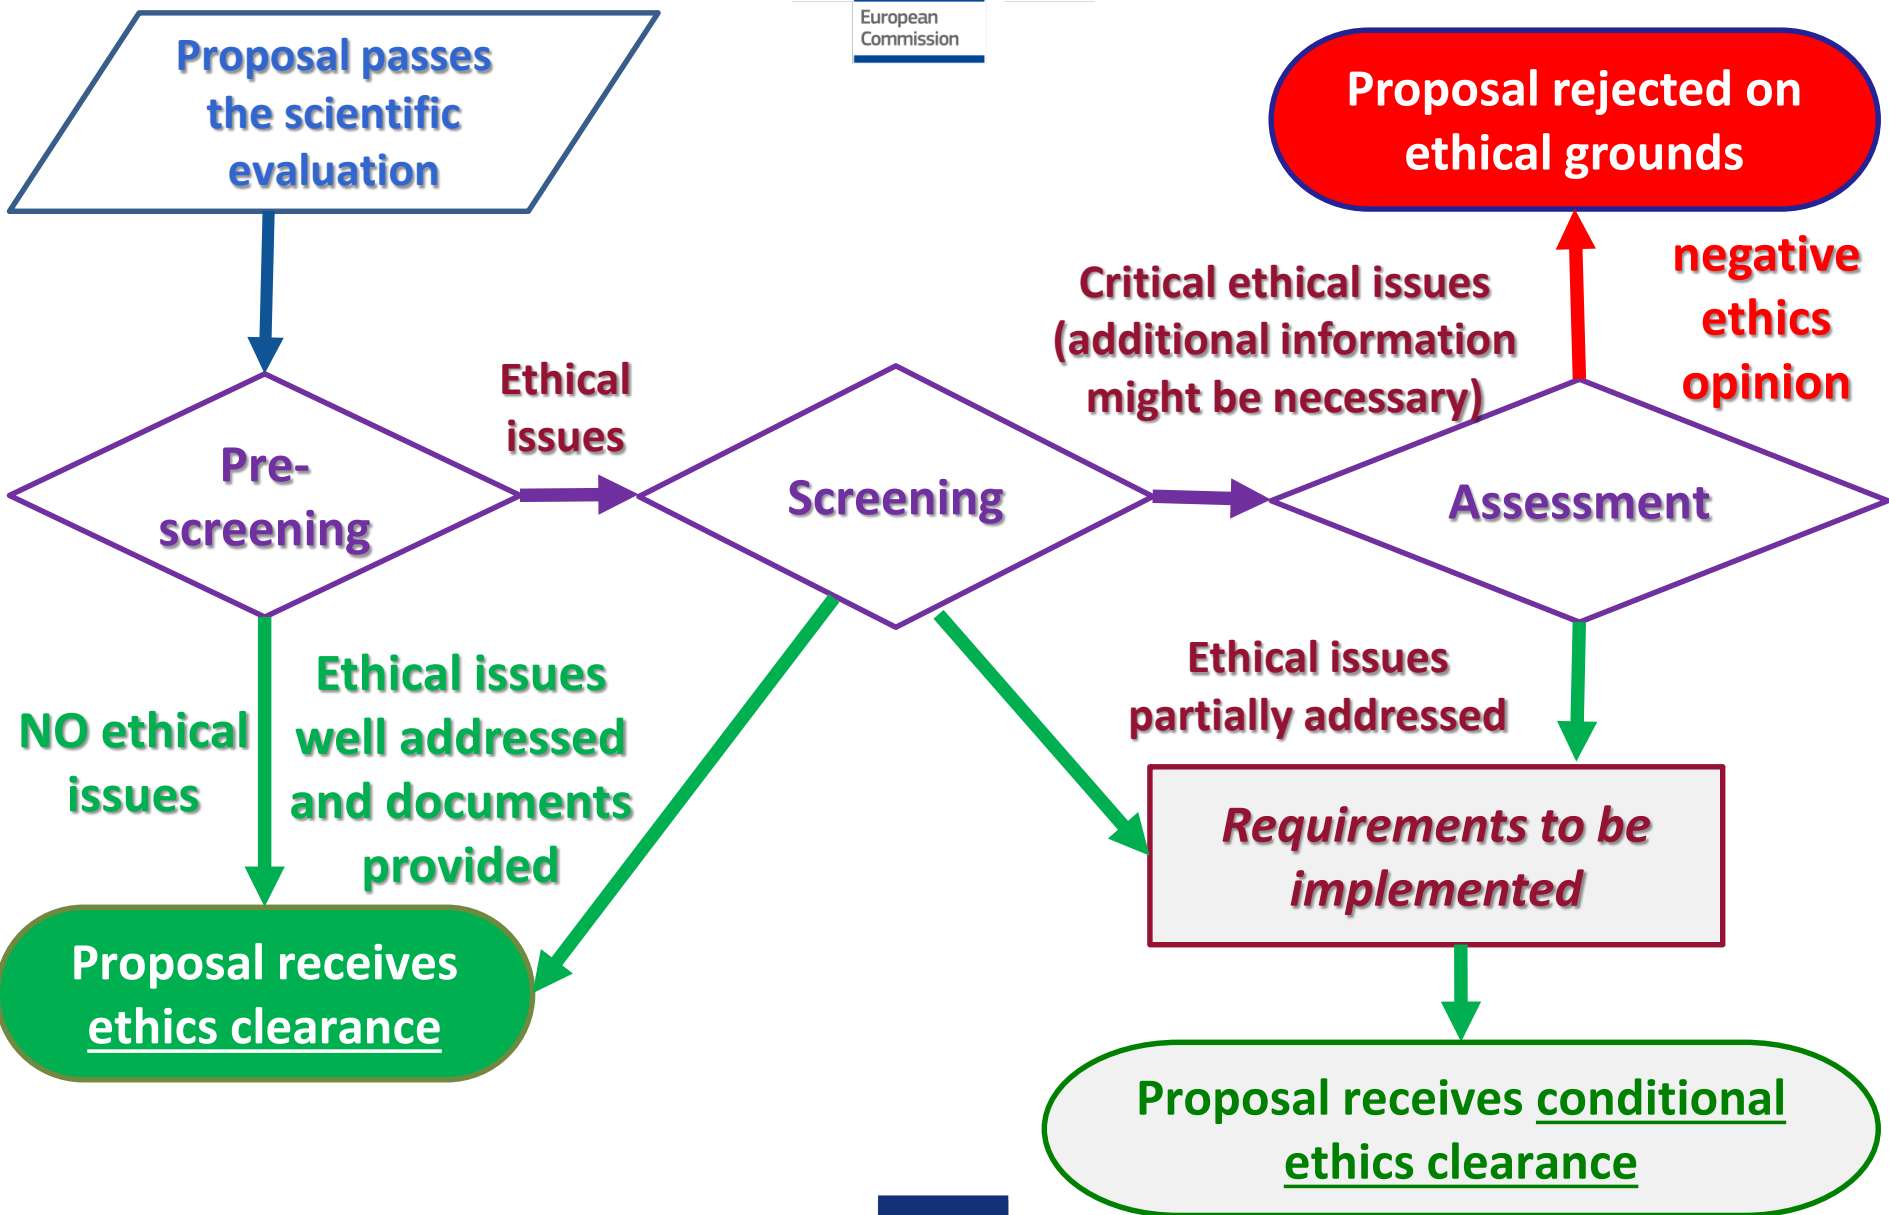 European
Commission
Proposal passes
the scientific
evaluation
Proposal rejected on
ethical grounds
negative
ethics
opinion
Critical ethical issues
(additional information
might be necessary)
Ethical
issues
Pre-
screening
Screening
Assessment
NO ethical
issues
Ethical issues
well addressed
and documents
provided
Ethical issues
partially addressed
Requirements to be
implemented
Proposal receives
ethics clearance
Proposal receives conditional
ethics clearance